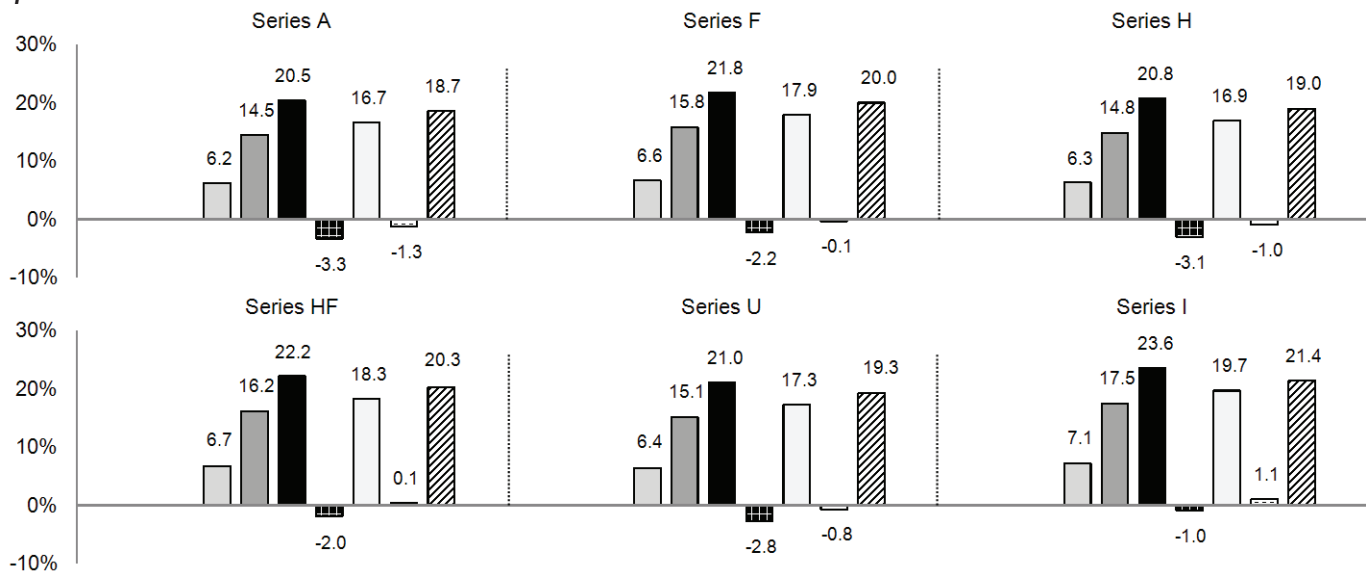 Series A Series F Series H
30%
20%
10%
0%
-10%
6.2 14.5 20.5 -3.3 16.7 -1.3 18.7
6.6 15.8 21.8 -2.2 17.9 -0.1 20.0
6.3 14.8 20.8 -3.1 16.9 -1.0 19.0
Series HF Series U Series I
30%
20%
10%
0%
-10%
6.7 16.2 22.2 -2.0 18.3 0.1 20.3
6.4 15.1 21.0 -2.8 17.3 -0.8 19.3
7.1 17.5 23.6 -1.0 19.7 1.1 21.4